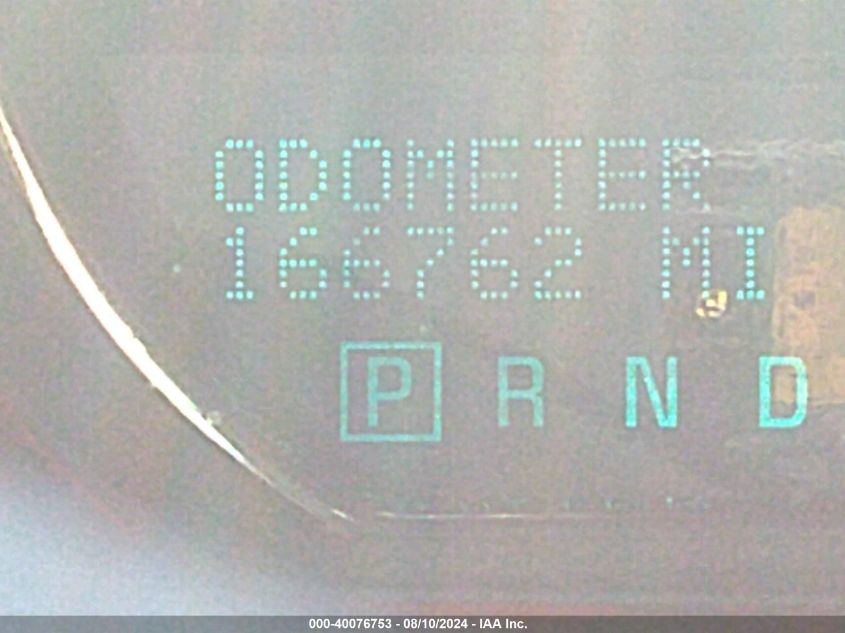 ODOMETER
166762 MI
P R N D
000-40076753 - 08/10/2024 - IAA Inc.